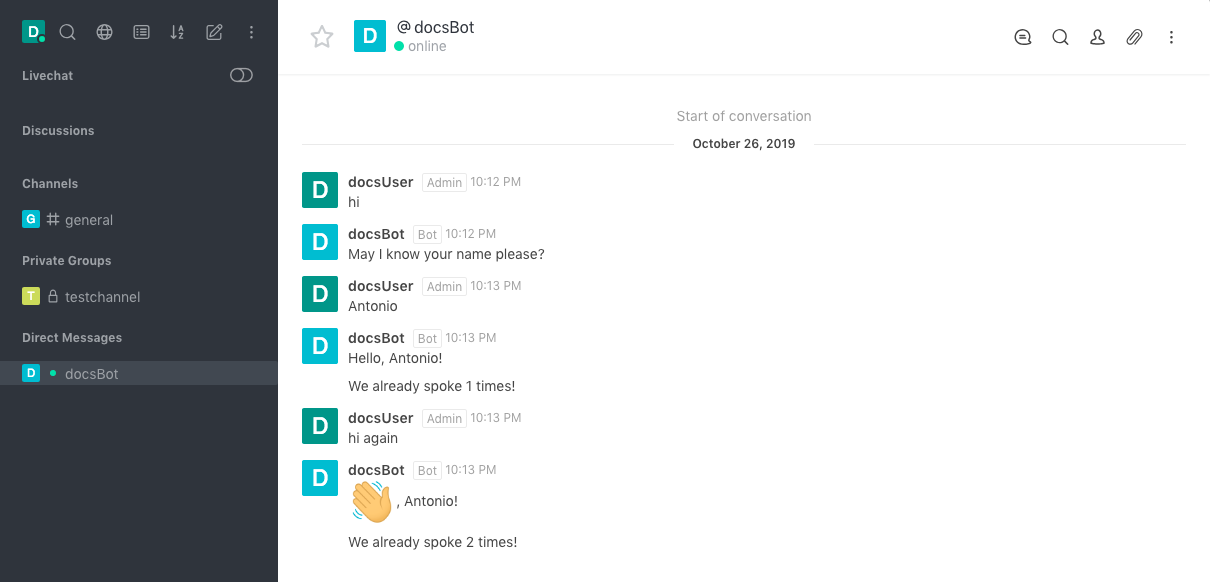 D
Livechat
Discussions
Channels
G general
Private Groups
T testchannel
Direct Messages
D docsBot
D @docsBot
online
Start of conversation
October 26, 2019
D docsUser Admin 10:12 PM
hi
D docsBot Bot 10:12 PM
May I know your name please?
D docsUser Admin 10:13 PM
Antonio
D docsBot Bot 10:13 PM
Hello, Antonio!
We already spoke 1 times!
D docsUser Admin 10:13 PM
hi again
D docsBot Bot 10:13 PM
, Antonio!
We already spoke 2 times!